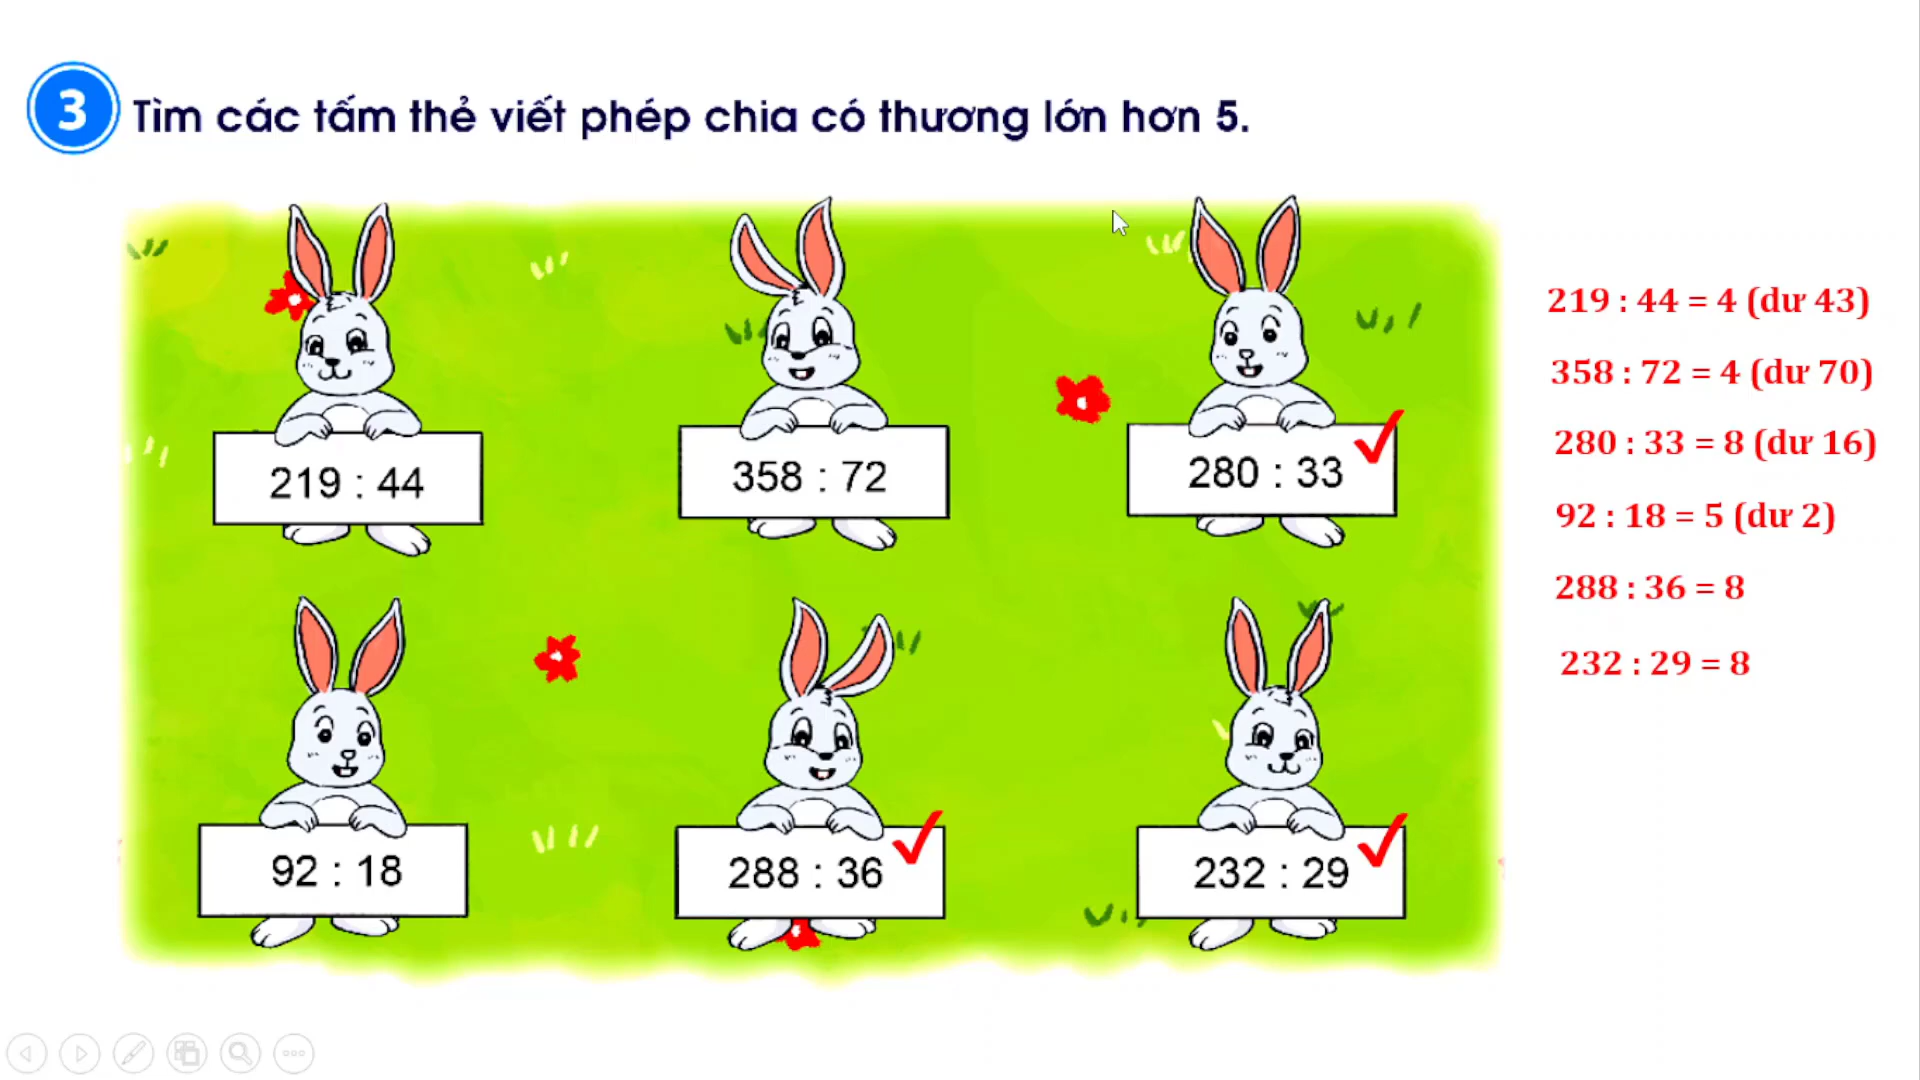 3 Tìm các tấm thẻ viết phép chia có thương lớn hơn 5.
219 : 44
358 : 72
280 : 33
92 : 18
288 : 36
232 : 29
219 : 44 = 4 (dư 43)
358 : 72 = 4 (dư 70)
280 : 33 = 8 (dư 16)
92 : 18 = 5 (dư 2)
288 : 36 = 8
232 : 29 = 8